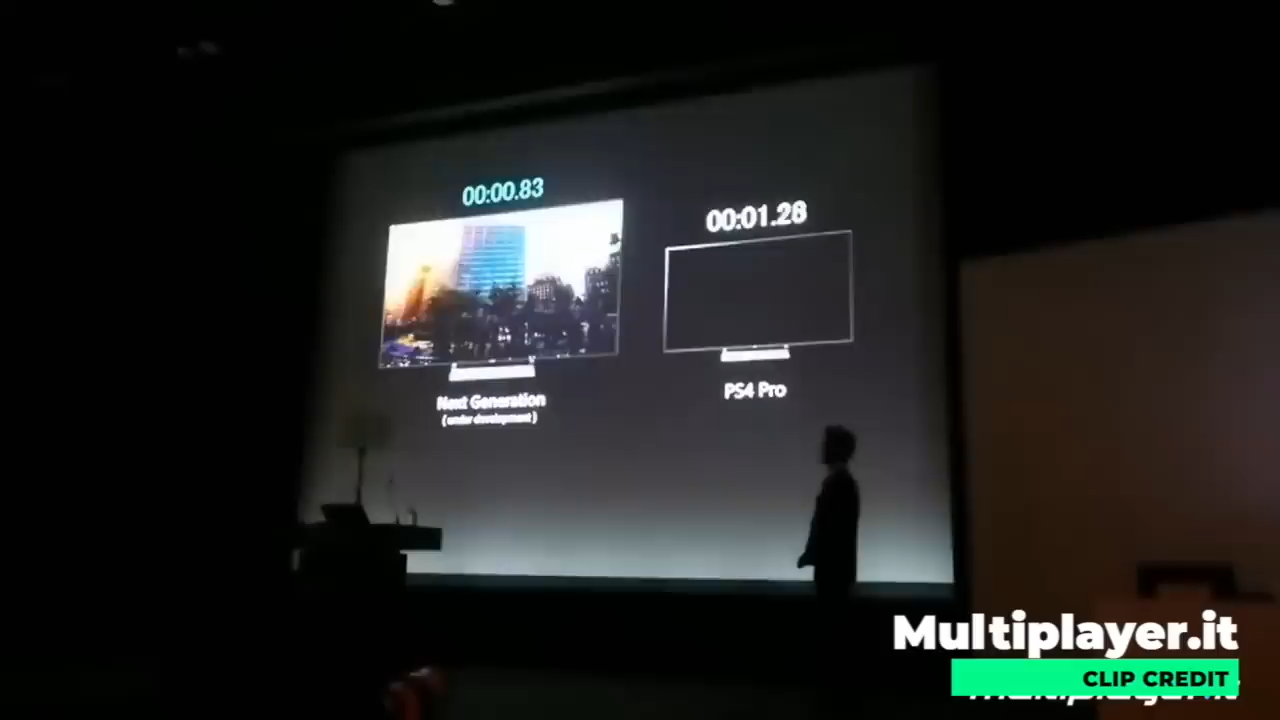 00:00.83
00:01.28
Next Generation
( under development )
PS4 Pro
Multiplayer.it
CLIP CREDIT